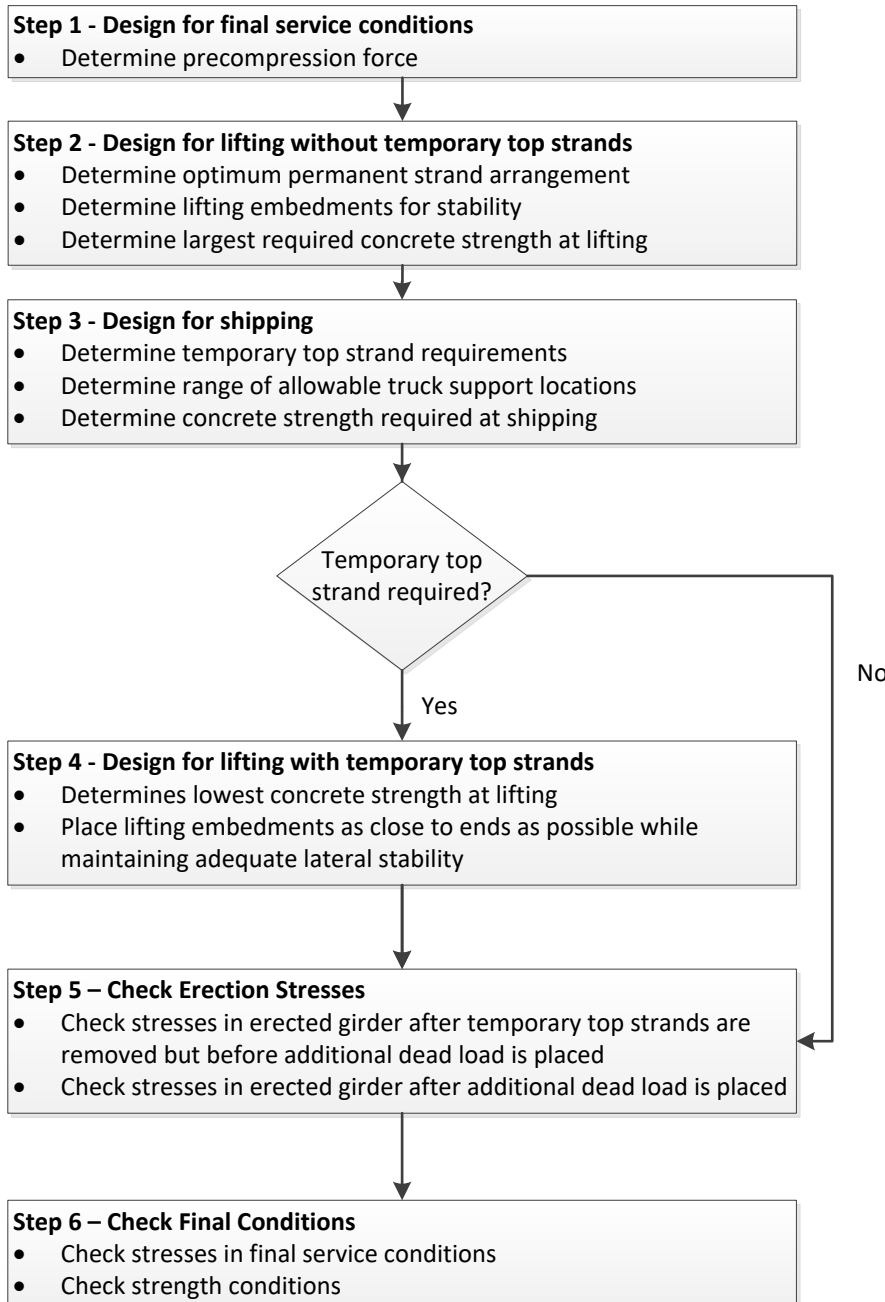 Step 1 - Design for final service conditions
• Determine precompression force
Step 2 - Design for lifting without temporary top strands
• Determine optimum permanent strand arrangement
• Determine lifting embedments for stability
• Determine largest required concrete strength at lifting
Step 3 - Design for shipping
• Determine temporary top strand requirements
• Determine range of allowable truck support locations
• Determine concrete strength required at shipping
Temporary top
strand required?
No
Yes
Step 4 - Design for lifting with temporary top strands
• Determines lowest concrete strength at lifting
• Place lifting embedments as close to ends as possible while
maintaining adequate lateral stability
Step 5 – Check Erection Stresses
• Check stresses in erected girder after temporary top strands are
removed but before additional dead load is placed
• Check stresses in erected girder after additional dead load is placed
Step 6 – Check Final Conditions
• Check stresses in final service conditions
• Check strength conditions